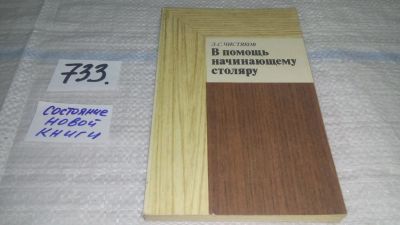 733.
СОСТОЯНИЕ
НОВОЙ
КНИГИ
Л.С.ЧИСТЯКОВ
В помощь
начинающему
столяру